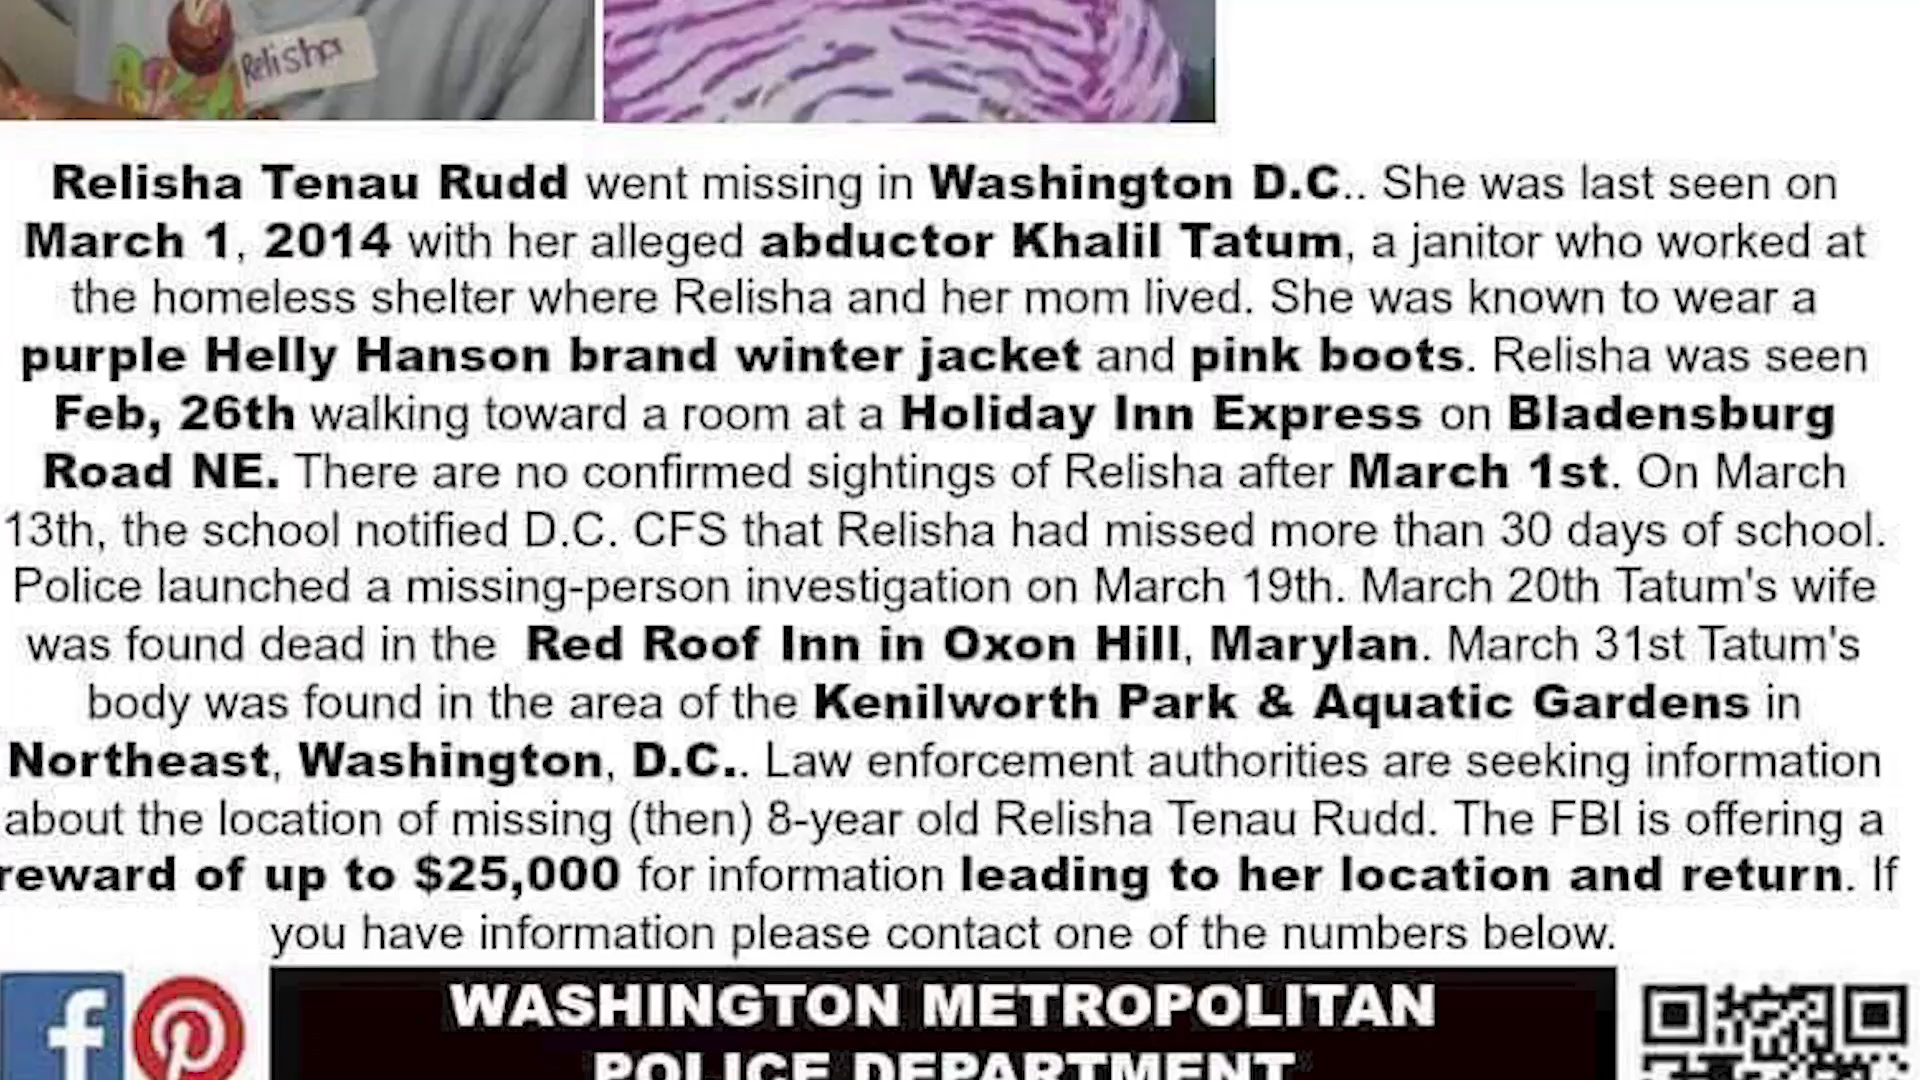 Relisha
Relisha Tenau Rudd went missing in Washington D.C.. She was last seen on
March 1, 2014 with her alleged abductor Khalil Tatum, a janitor who worked at
the homeless shelter where Relisha and her mom lived. She was known to wear a
purple Helly Hanson brand winter jacket and pink boots. Relisha was seen
Feb, 26th walking toward a room at a Holiday Inn Express on Bladensburg
Road NE. There are no confirmed sightings of Relisha after March 1st. On March
13th, the school notified D.C. CFS that Relisha had missed more than 30 days of school.
Police launched a missing-person investigation on March 19th. March 20th Tatum's wife
was found dead in the Red Roof Inn in Oxon Hill, Marylan. March 31st Tatum's
body was found in the area of the Kenilworth Park & Aquatic Gardens in
Northeast, Washington, D.C.. Law enforcement authorities are seeking information
about the location of missing (then) 8-year old Relisha Tenau Rudd. The FBI is offering a
reward of up to $25,000 for information leading to her location and return. If
you have information please contact one of the numbers below.
WASHINGTON METROPOLITAN
POLICE DEPARTMENT